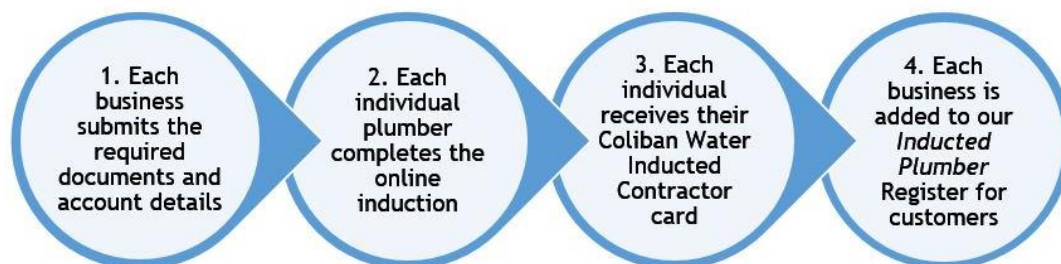 1. Each
business
submits the
required
documents and
account details
2. Each
individual
plumber
completes the
online
induction
3. Each
individual
receives their
Coliban Water
Inducted
Contractor
card
4. Each
business is
added to our
Inducted
Plumber
Register for
customers